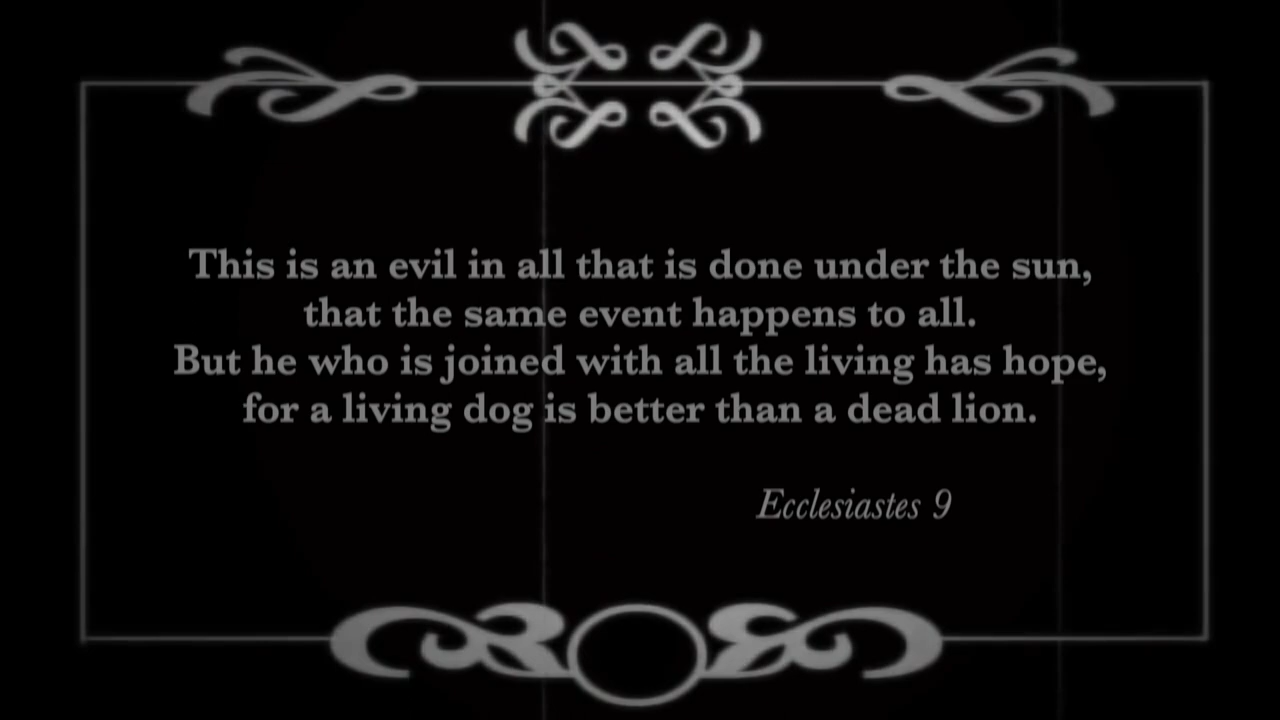 This is an evil in all that is done under the sun,
that the same event happens to all.
But he who is joined with all the living has hope,
for a living dog is better than a dead lion.
Ecclesiastes 9